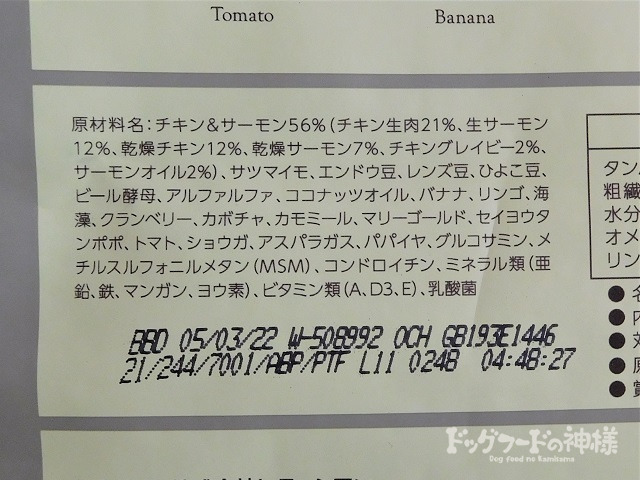 Tomato
Banana
原材料名：チキン&サーモン56%（チキン生肉21%、生サーモン
12%、乾燥チキン12%、乾燥サーモン7%、チキングレイビー2%、
サーモンオイル2%）、サツマイモ、エンドウ豆、レンズ豆、ひよこ豆、
ビール酵母、アルファルファ、ココナッツオイル、バナナ、リンゴ、海
藻、クランベリー、カボチャ、カモミール、マリーゴールド、セイヨウタ
ンポポ、トマト、ショウガ、アスパラガス、パパイヤ、グルコサミン、メ
チルスルフォニルメタン(MSM)、コンドロイチン、ミネラル類（亜
鉛、鉄、マンガン、ヨウ素）、ビタミン類(A、D3、E)、乳酸菌
BBD 05/03/22 W-508992 OCH GB193E1446
21/244/7001/ABP/PTF L11 0248 04:48:27
タン
粗繊
水分
オメ
リン
ドッグフードの神様
Dog food no Kamisama